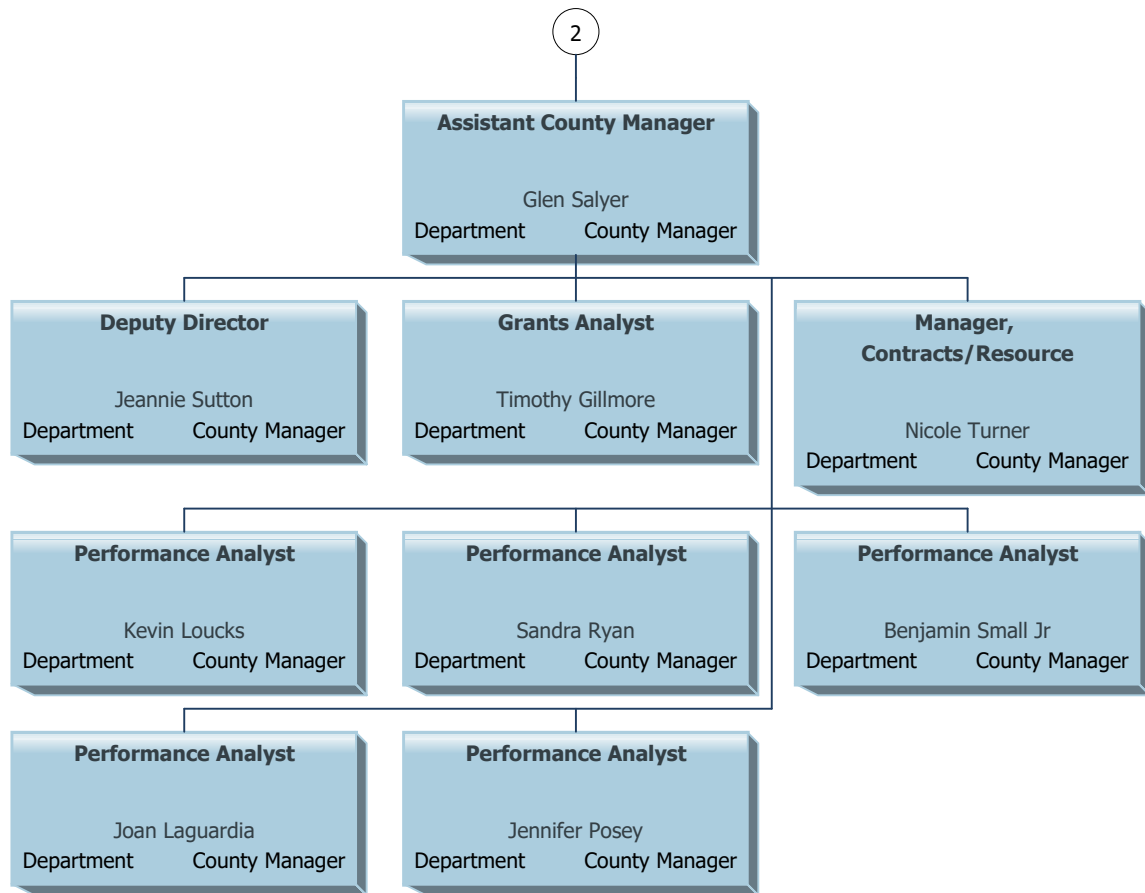 2
Assistant County Manager
Glen Salyer
Department County Manager
Deputy Director
Jeannie Sutton
Department County Manager
Grants Analyst
Timothy Gillmore
Department County Manager
Manager,
Contracts/Resource
Nicole Turner
Department County Manager
Performance Analyst
Kevin Loucks
Department County Manager
Performance Analyst
Sandra Ryan
Department County Manager
Performance Analyst
Benjamin Small Jr
Department County Manager
Performance Analyst
Joan Laguardia
Department County Manager
Performance Analyst
Jennifer Posey
Department County Manager